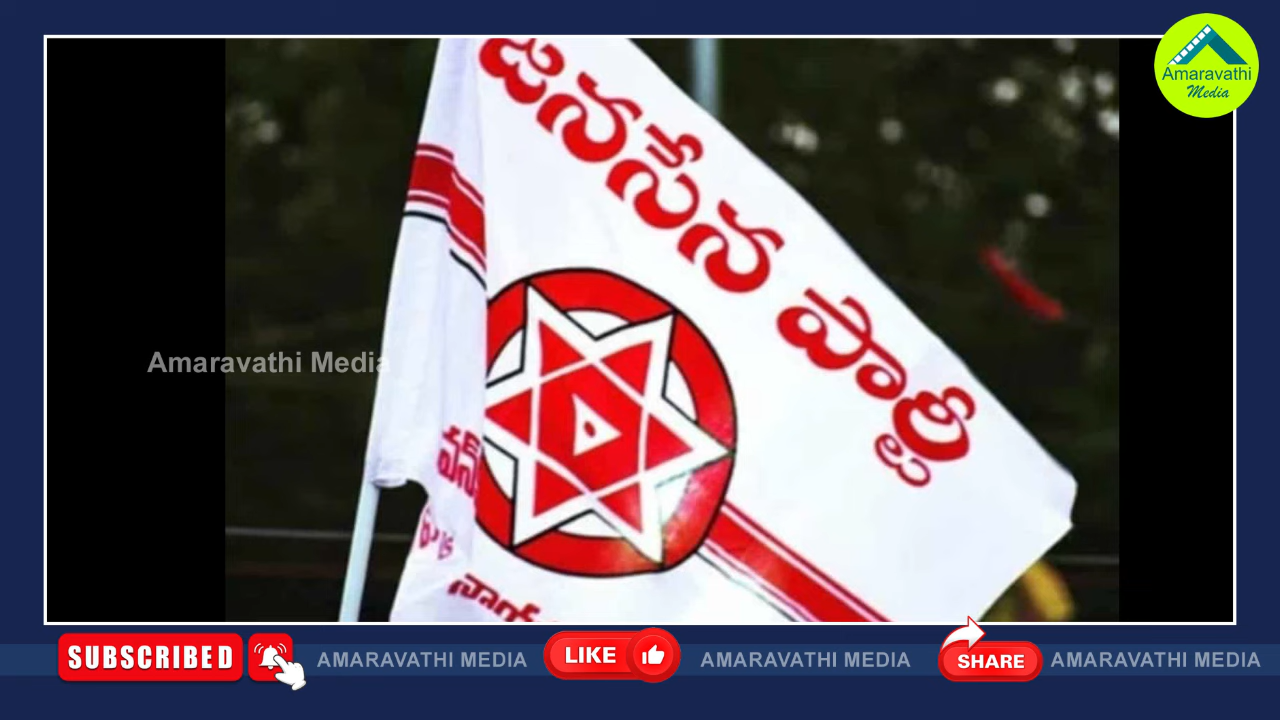 Amaravathi
Media
జనసేన పార్టీ
Amaravathi Media
SUBSCRIBED
AMARAVATHI MEDIA
LIKE
AMARAVATHI MEDIA
SHARE
AMARAVATHI MEDIA